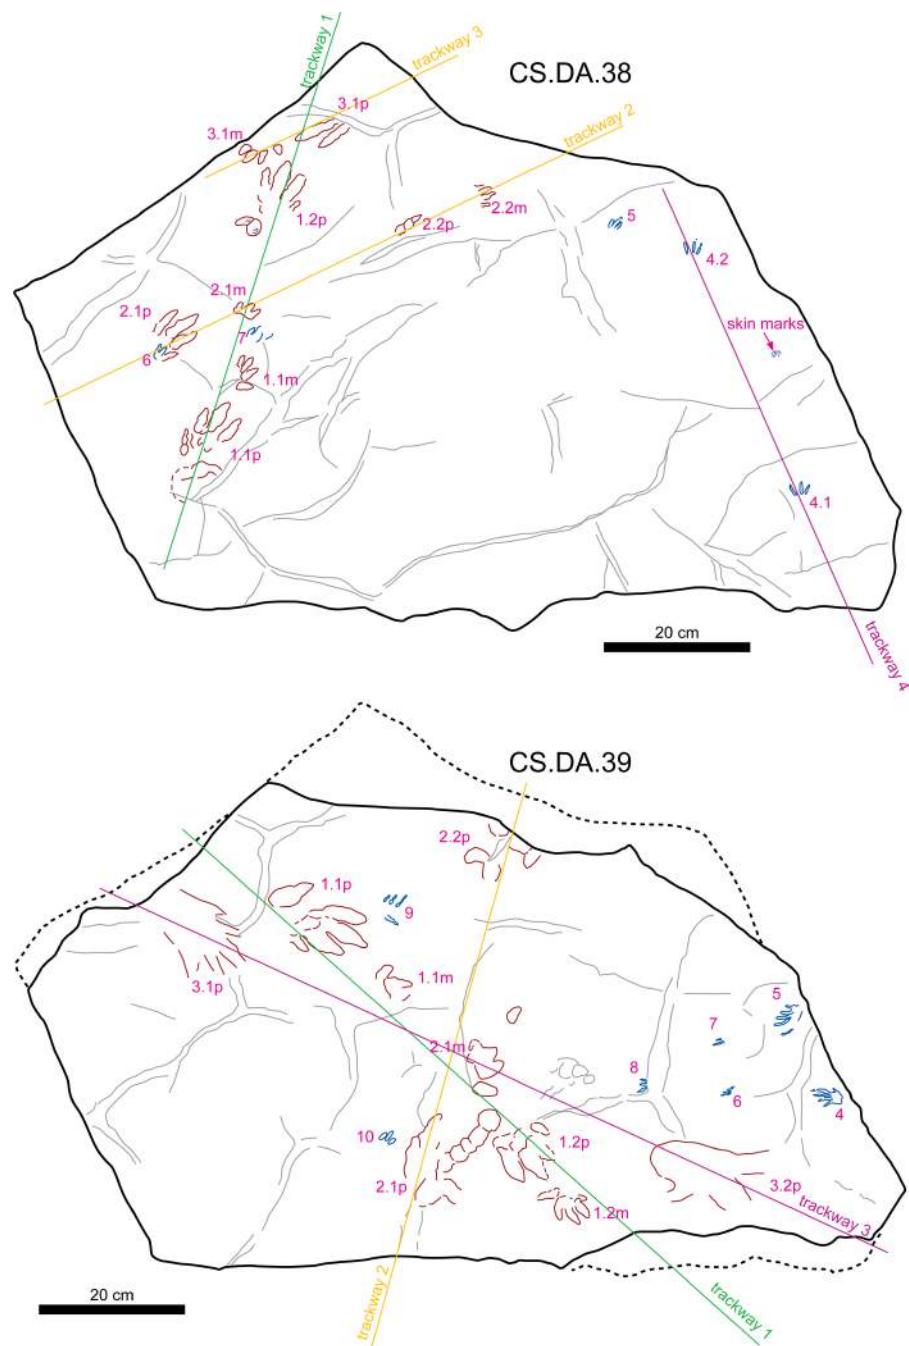 trackway 1
trackway 3
CS.DA.38
3.1p
trackway 2
3.1m
2.2m
5
1.2p
2.2p
4.2
2.1m
2.1p
skin marks
7
6
1.1m
1.1p
4.1
20 cm
trackway 4
CS.DA.39
2.2p
1.1p
9
1.1m
3.1p
5
7
2.1m
8
6
4
10
1.2p
2.1p
3.2p
1.2m
trackway 3
trackway 2
20 cm
trackway 1